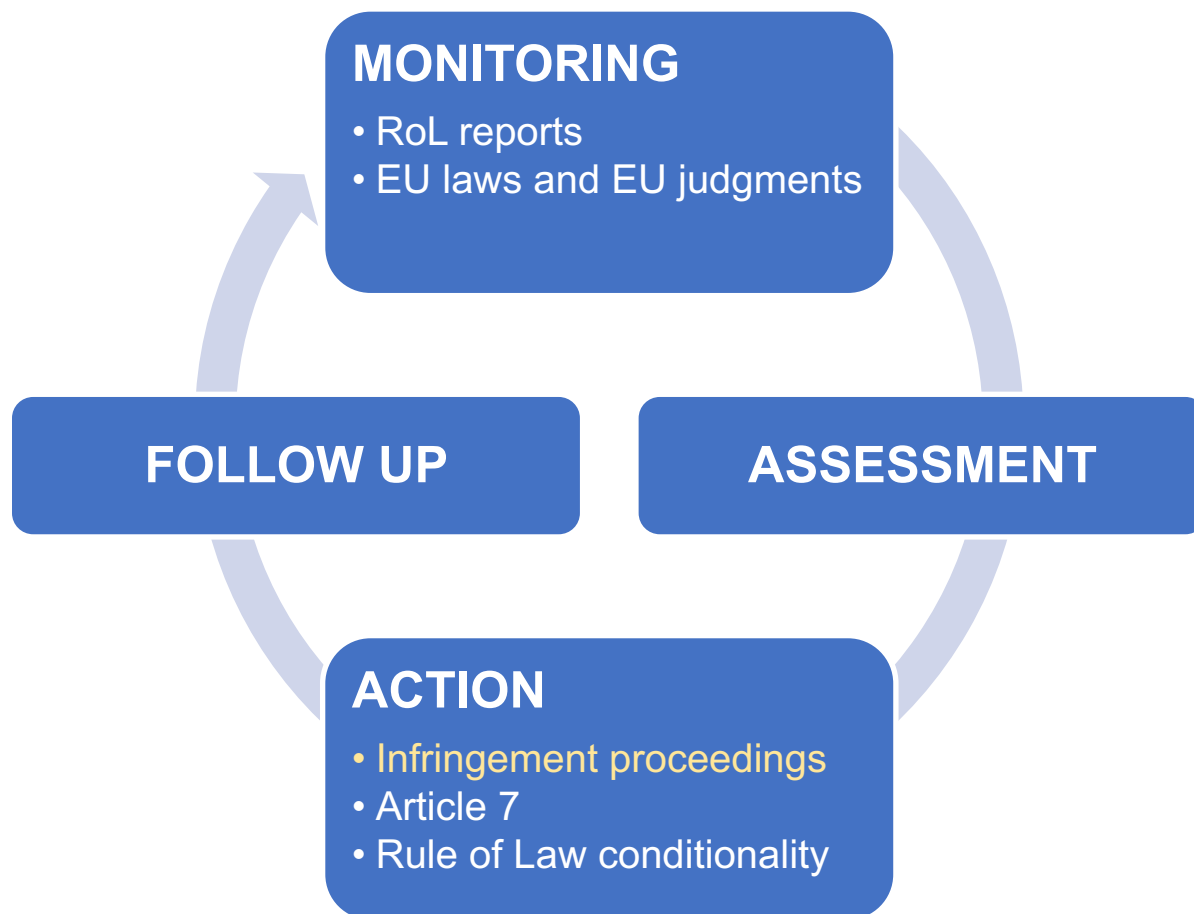 MONITORING
• RoL reports
• EU laws and EU judgments
FOLLOW UP
ASSESSMENT
ACTION
• Infringement proceedings
• Article 7
• Rule of Law conditionality